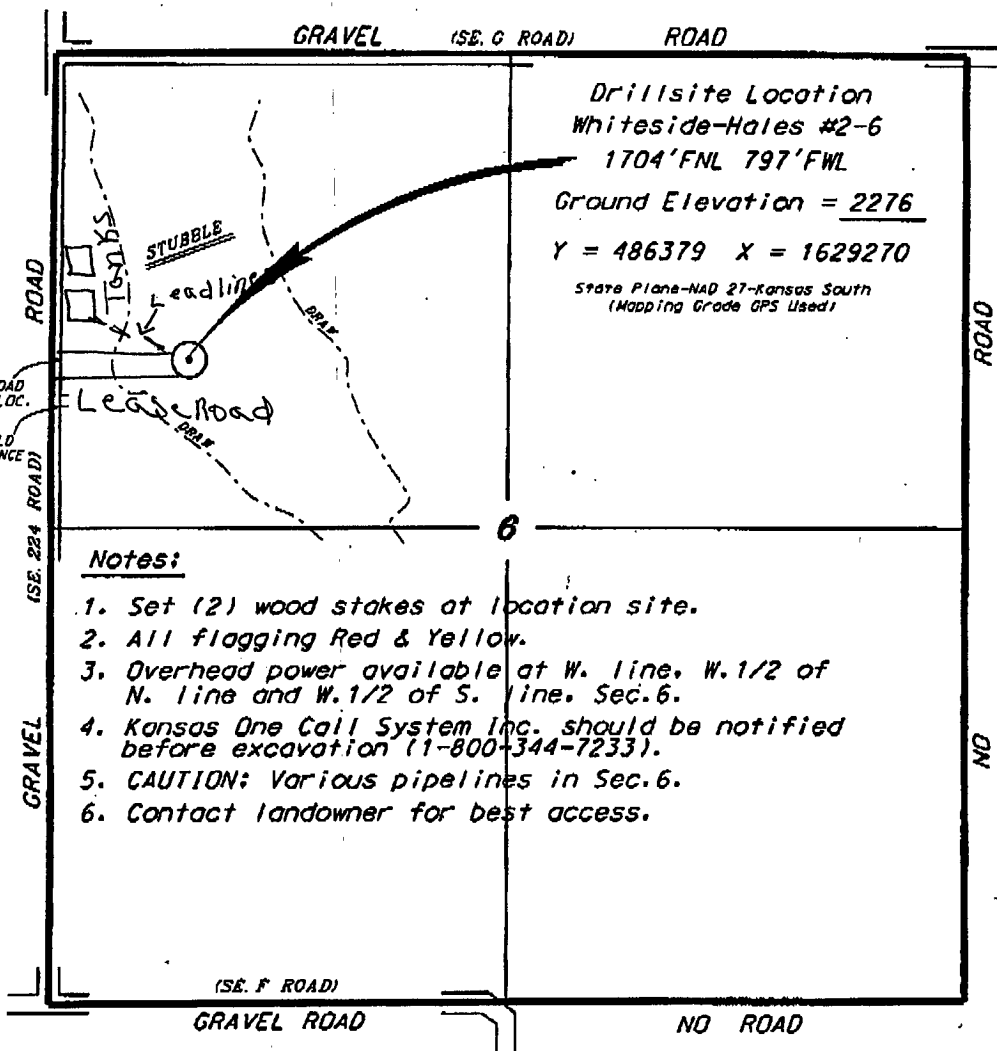 GRAVEL (SE. G ROAD) ROAD
Drillsite Location
Whiteside-Hales #2-6
1704'FNL 797'FWL
Ground Elevation = 2276
Y = 486379 X = 1629270
State Plane-NAD 27-Kansas South
(Mapping Grade GPS Used)
Tanks
STUBBLE
Leadline
DRAW
Lease Road
DRAW
ROAD
(SE. 224 ROAD)
GRAVEL
ROAD
NO
6
Notes:
1. Set (2) wood stakes at location site.
2. All flagging Red & Yellow.
3. Overhead power available at W. line, W.1/2 of
N. line and W.1/2 of S. line, Sec.6.
4. Kansas One Call System Inc. should be notified
before excavation (1-800-344-7233).
5. CAUTION: Various pipelines in Sec.6.
6. Contact landowner for best access.
(SE. F ROAD)
GRAVEL ROAD
NO ROAD